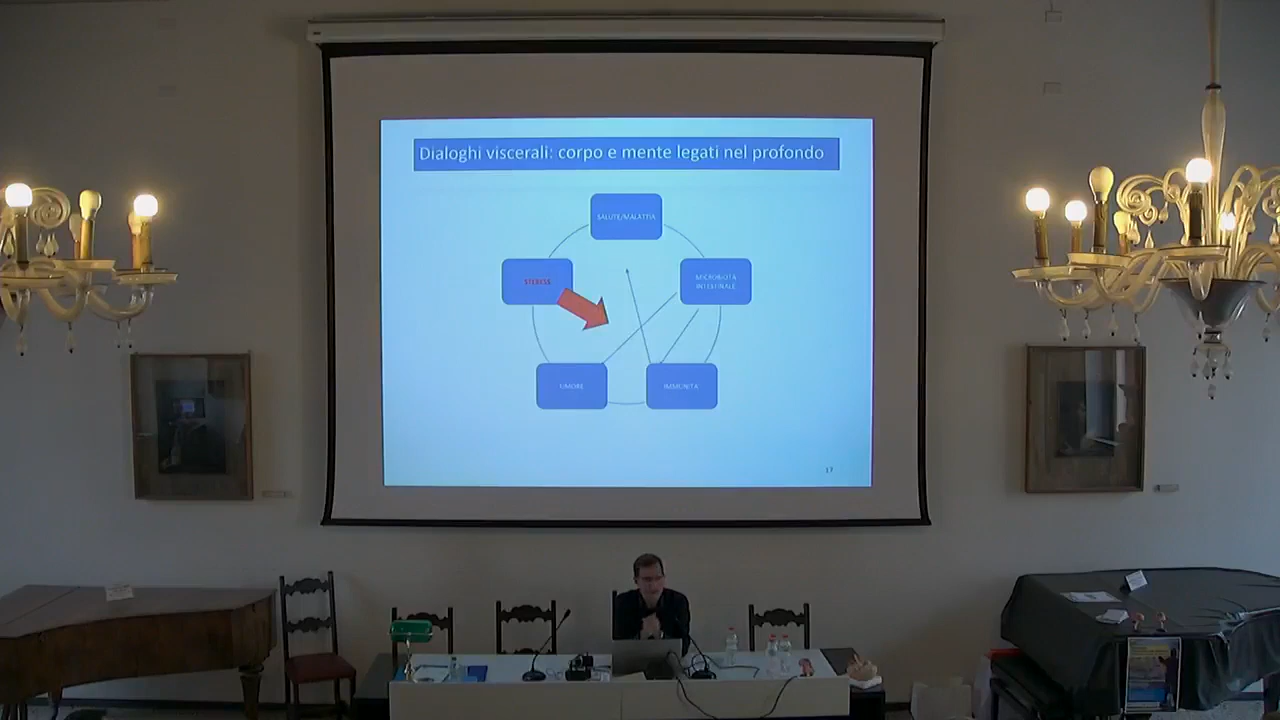 Dialoghi viscerali: corpo e mente legati nel profondo
SALUTE/MALATTIA
STRESS
MICROBIOTA
INTESTINALE
UMORE
IMMUNITÀ
17